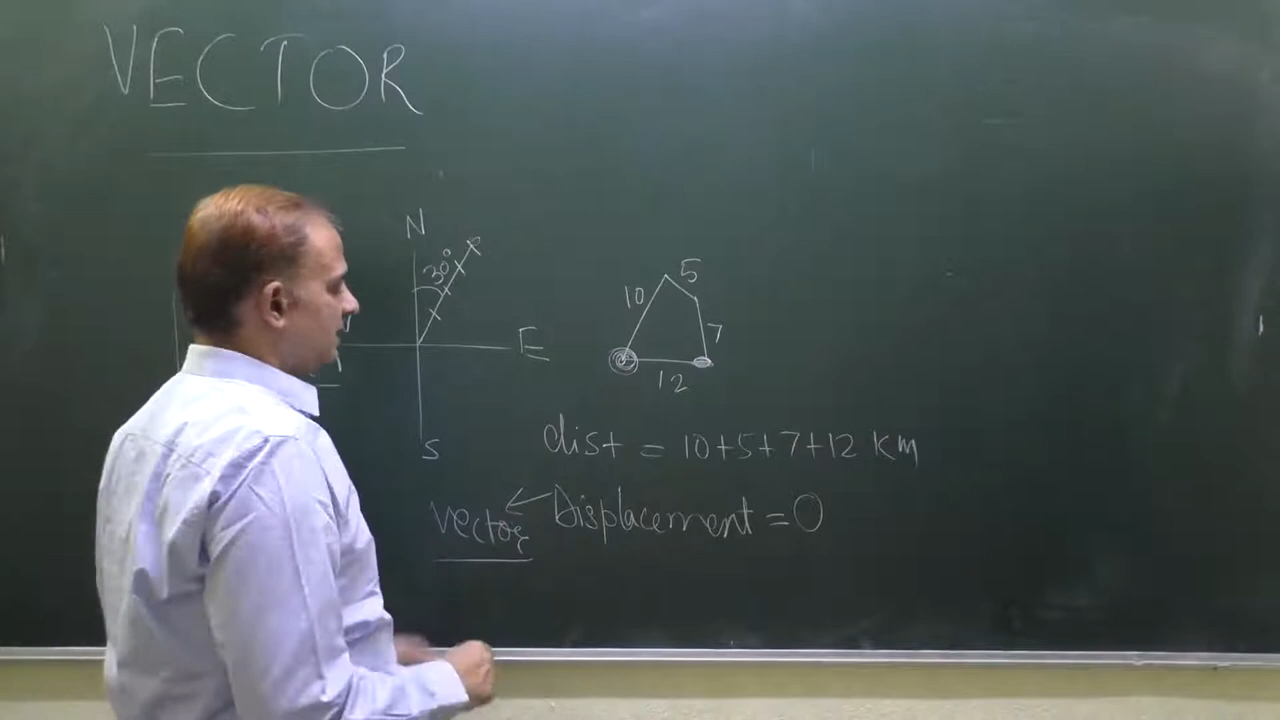 VECTOR
N
30°
E
S
10
5
7
12
dist = 10+5+7+12 Km
vector ← Displacement = 0